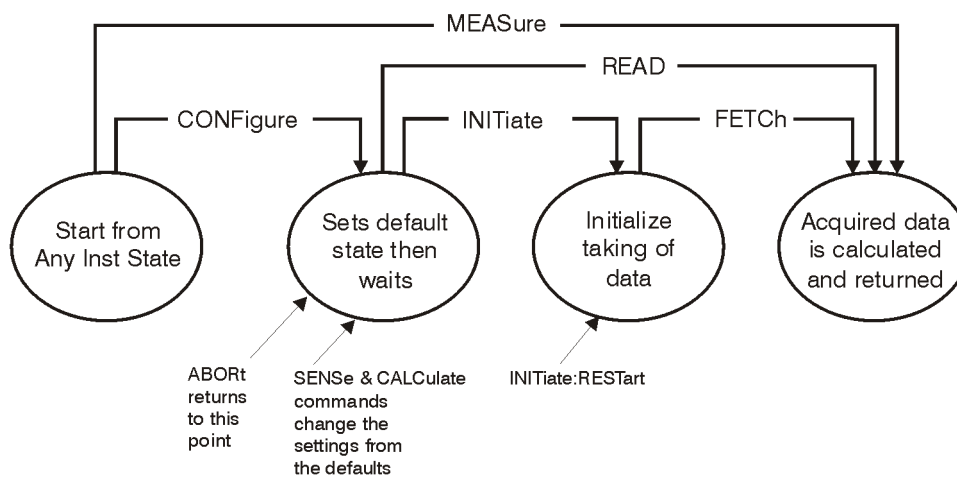 MEASure
READ
CONFigure
INITiate
FETCh
Start from
Any Inst State
Sets default
state then
waits
Initialize
taking of
data
Acquired data
is calculated
and returned
ABORt
returns
to this
point
SENSe & CALCulate
commands
change the
settings from
the defaults
INITiate:RESTart